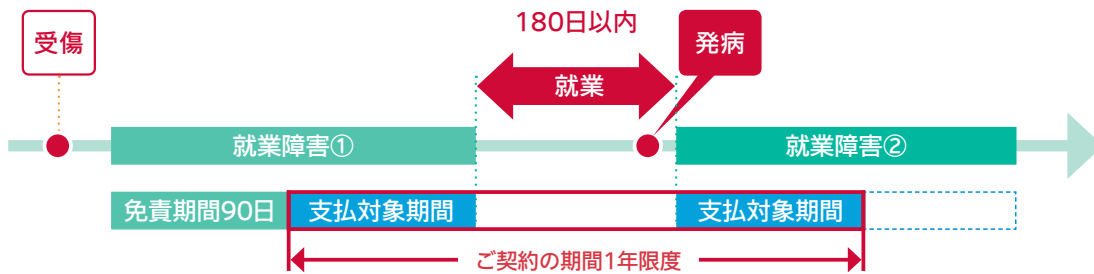 180日以内
受傷
発病
就業
就業障害①
就業障害②
免責期間90日
支払対象期間
支払対象期間
ご契約の期間1年限度